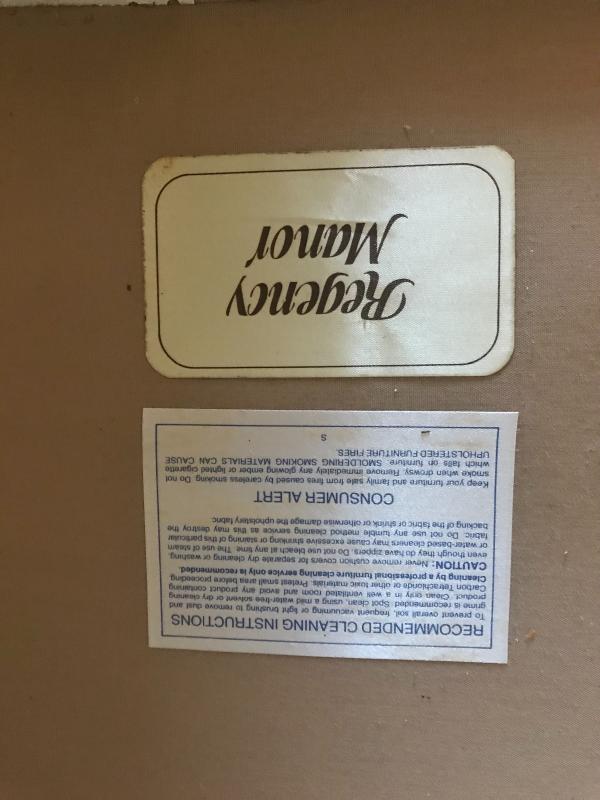 Regency
Manor
RECOMMENDED CLEANING INSTRUCTIONS
To prevent overall soil, frequent vacuuming or light brushing to remove dust and
grime is recommended. Spot clean, using a mild water-free solvent or dry cleaning
product. Clean only in a well ventilated room and avoid any product containing
Carbon Tetrachloride or other toxic materials. Pretest small area before proceeding.
Cleaning by a professional furniture cleaning service only is recommended.
CAUTION: Never remove cushion covers for separate dry cleaning or washing,
even though they do have zippers. Do not use bleach at any time. The use of steam
or water-based cleaners may cause excessive shrinking or staining of this particular
fabric. Do not use any tumble method cleaning service as this may destroy the
backing of the fabric or shrink or otherwise damage the upholstery fabric
CONSUMER ALERT
Keep your furniture and family safe from fires caused by careless smoking. Do not
smoke when drowsy. Remove immediately any glowing ember or lighted cigarette
which falls on furniture. SMOLDERING SMOKING MATERIALS CAN CAUSE
UPHOLSTERED FURNITURE FIRES.
S